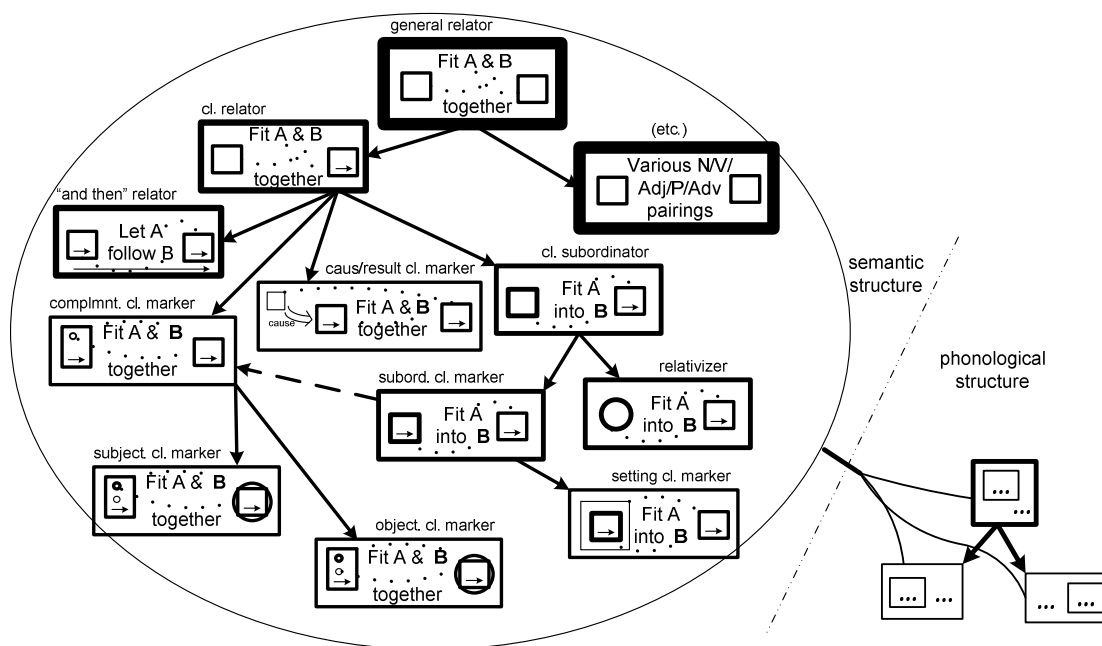 general relator
Fit A & B
together
cl. relator
Fit A & B
together
(etc.)
Various N/V/
Adj/P/Adv
pairings
"and then" relator
Let A
follow B
caus/result cl. marker
cause
Fit A & B
together
cl. subordinator
Fit A
into B
semantic
structure
complmnt. cl. marker
Fit A & B
together
phonological
structure
subord. cl. marker
Fit A
into B
relativizer
Fit A
into B
subject. cl. marker
Fit A & B
together
setting cl. marker
Fit A
into B
object. cl. marker
Fit A & B
together
...
...
... ...
... ...